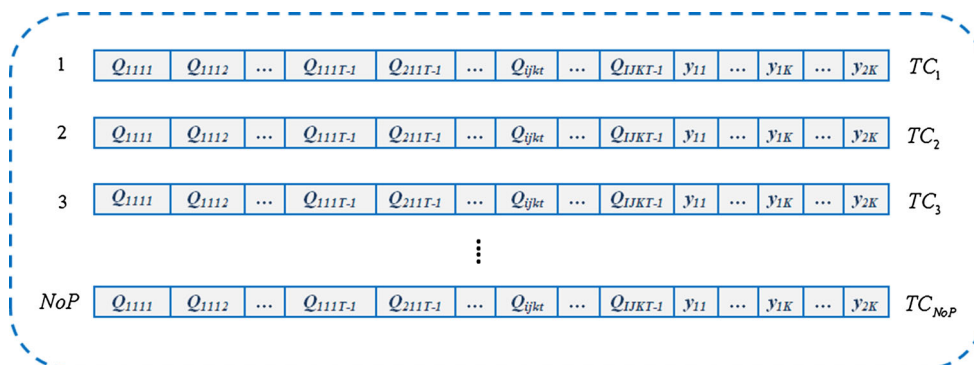 1 Q1111 Q1112 ... Q111T-1 Q211T-1 ... Qijkt ... QIJKT-1 y11 ... y1K ... y2K TC1
2 Q1111 Q1112 ... Q111T-1 Q211T-1 ... Qijkt ... QIJKT-1 y11 ... y1K ... y2K TC2
3 Q1111 Q1112 ... Q111T-1 Q211T-1 ... Qijkt ... QIJKT-1 y11 ... y1K ... y2K TC3
NoP Q1111 Q1112 ... Q111T-1 Q211T-1 ... Qijkt ... QIJKT-1 y11 ... y1K ... y2K TCNoP